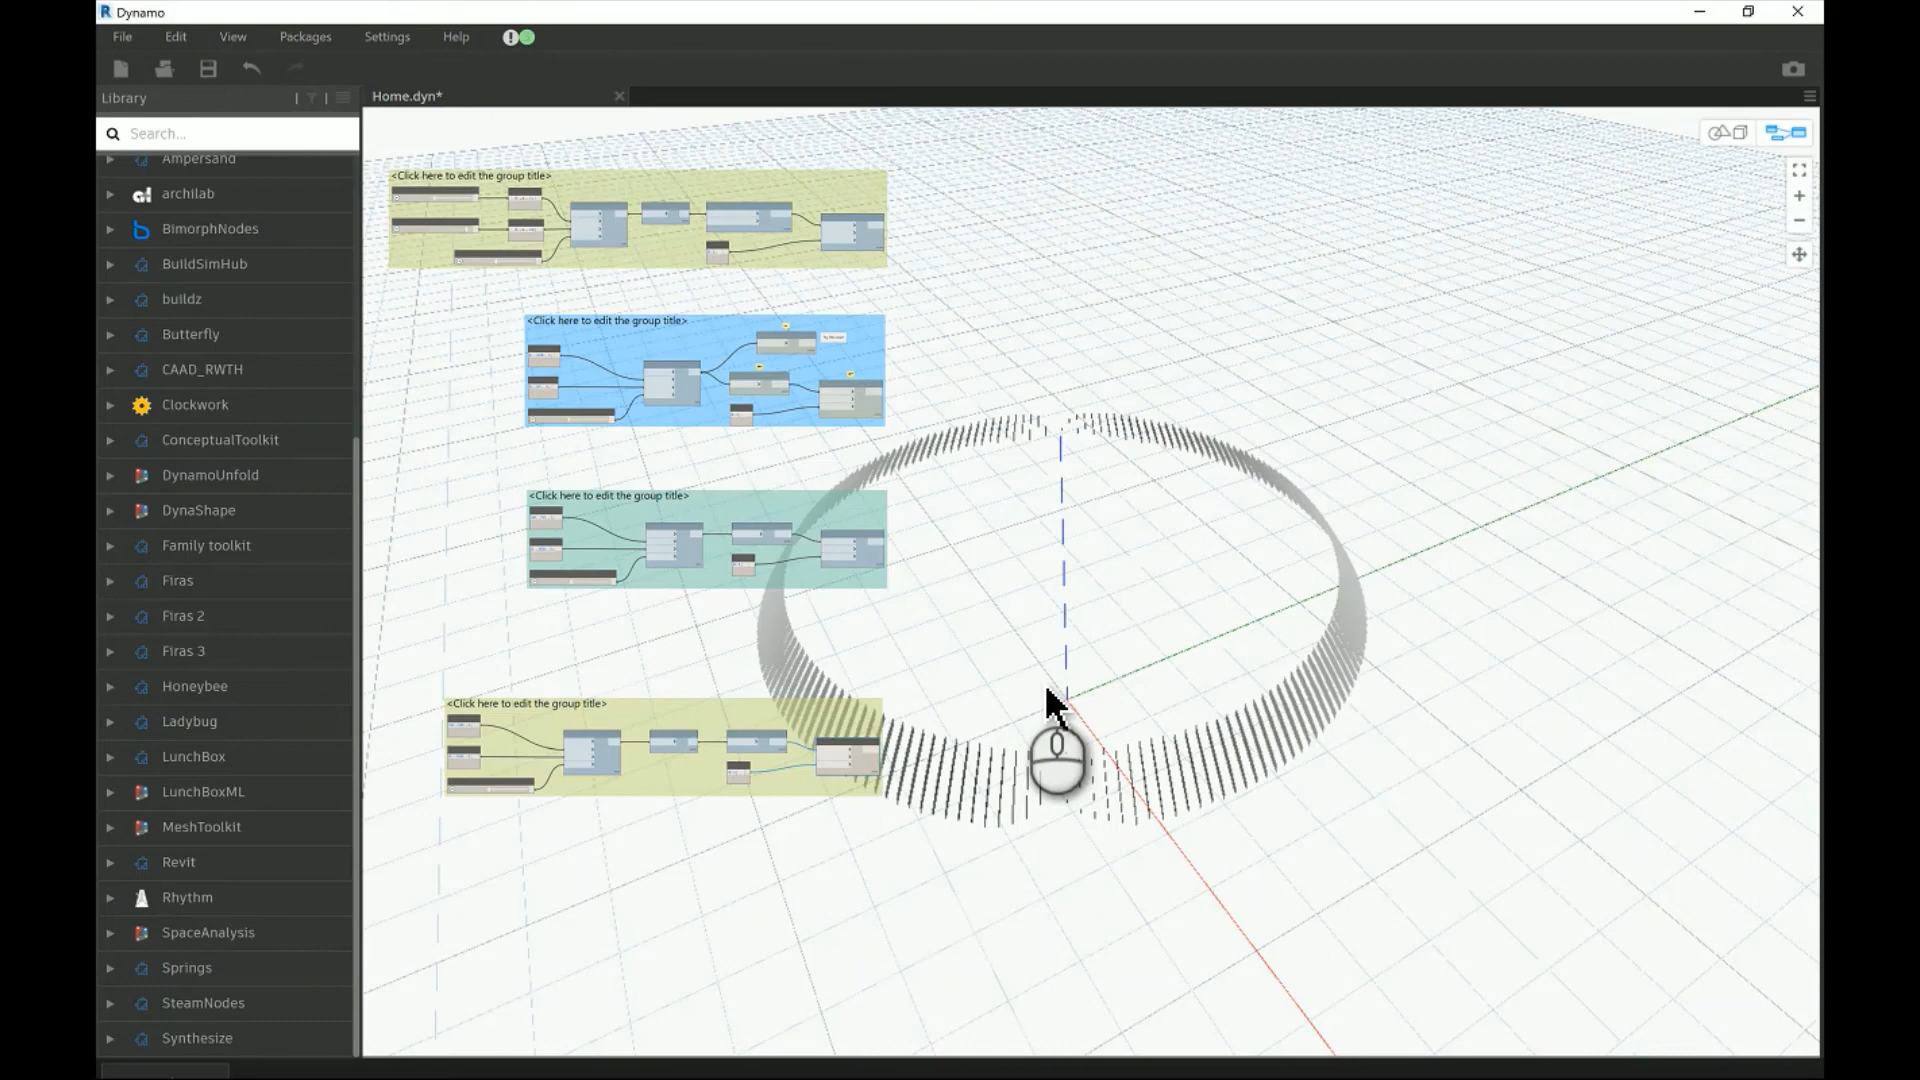 Dynamo
File Edit View Packages Settings Help
Library
Home.dyn*
Search...
Ampersand
archilab
BimorphNodes
BuildSimHub
buildz
Butterfly
CAAD_RWTH
Clockwork
ConceptualToolkit
DynamoUnfold
DynaShape
Family toolkit
Firas
Firas 2
Firas 3
Honeybee
Ladybug
LunchBox
LunchBoxML
MeshToolkit
Revit
Rhythm
SpaceAnalysis
Springs
SteamNodes
Synthesize
<Click here to edit the group title>
<Click here to edit the group title>
<Click here to edit the group title>
<Click here to edit the group title>